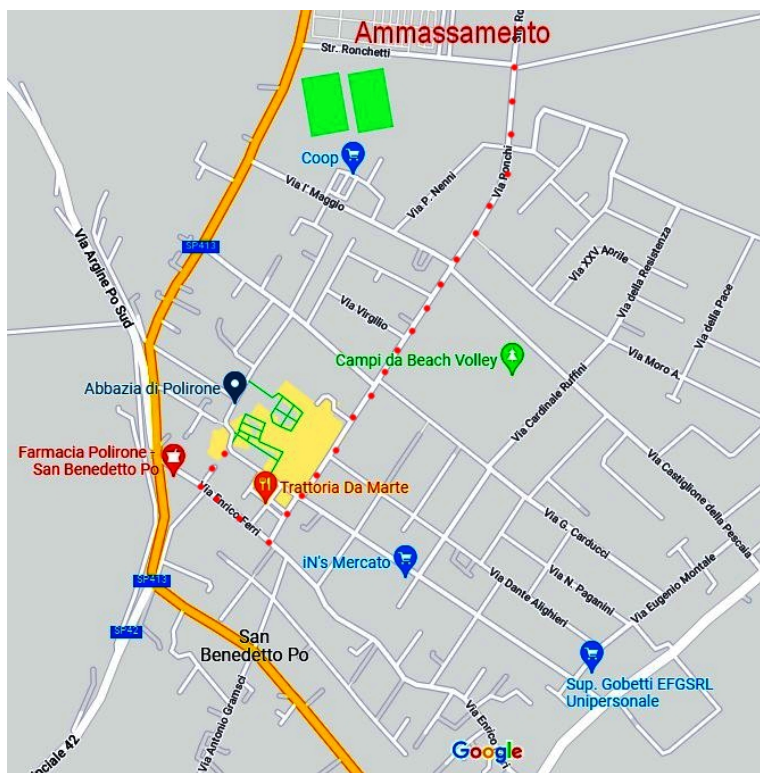 Ammassamento
Str. Ronchetti
Coop
Via I° Maggio
Via P. Nenni
Via Ronchi
SP413
Via Argine Po Sud
Via XXV Aprile
Via della Resistenza
Via della Pace
Via Virgilio
Campi da Beach Volley
Via Moro A.
Abbazia di Polirone
Via Cardinale Ruffini
Farmacia Polirone -
San Benedetto Po
Trattoria Da Marte
Via Enrico Ferri
Via Castiglione della Pescaia
Via G. Carducci
iN's Mercato
Via N. Paganini
Via Dante Alighieri
Via Eugenio Montale
SP413
SP42
San
Benedetto Po
Sup. Gobetti EFGSRL
Unipersonale
Via Antonio Gramsci
Via Enrico
Google
nciale 42